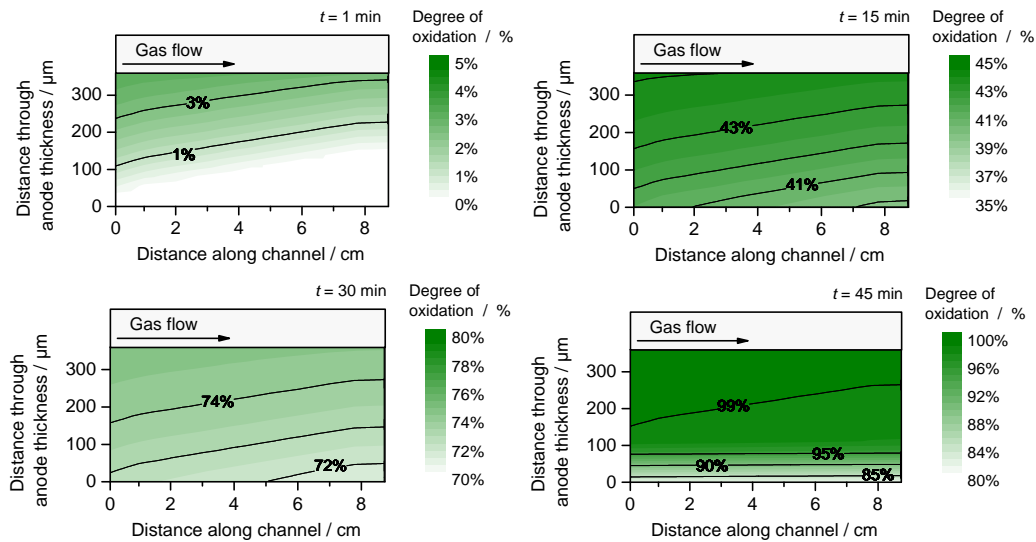 t = 1 min
Degree of
oxidation / %
Gas flow
Distance through
anode thickness / µm
300
200
100
0
3%
1%
5%
4%
3%
2%
1%
0%
0 2 4 6 8
Distance along channel / cm
t = 15 min
Degree of
oxidation / %
Gas flow
Distance through
anode thickness / µm
300
200
100
0
43%
41%
45%
43%
41%
39%
37%
35%
0 2 4 6 8
Distance along channel / cm
t = 30 min
Degree of
oxidation / %
Gas flow
Distance through
anode thickness / µm
300
200
100
0
74%
72%
80%
78%
76%
74%
72%
70%
0 2 4 6 8
Distance along channel / cm
t = 45 min
Degree of
oxidation / %
Gas flow
Distance through
anode thickness / µm
300
200
100
0
99%
95%
90%
85%
100%
98%
96%
94%
92%
90%
88%
86%
84%
82%
80%
0 2 4 6 8
Distance along channel / cm